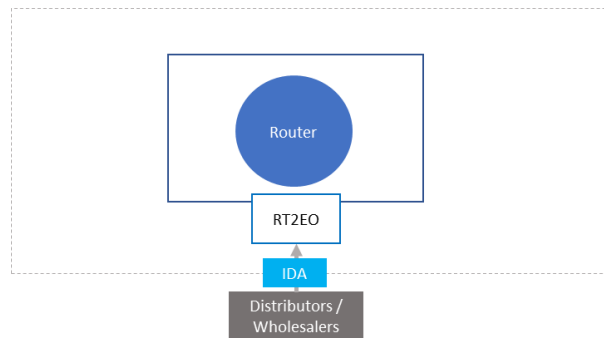 Router
RT2EO
IDA
Distributors /
Wholesalers